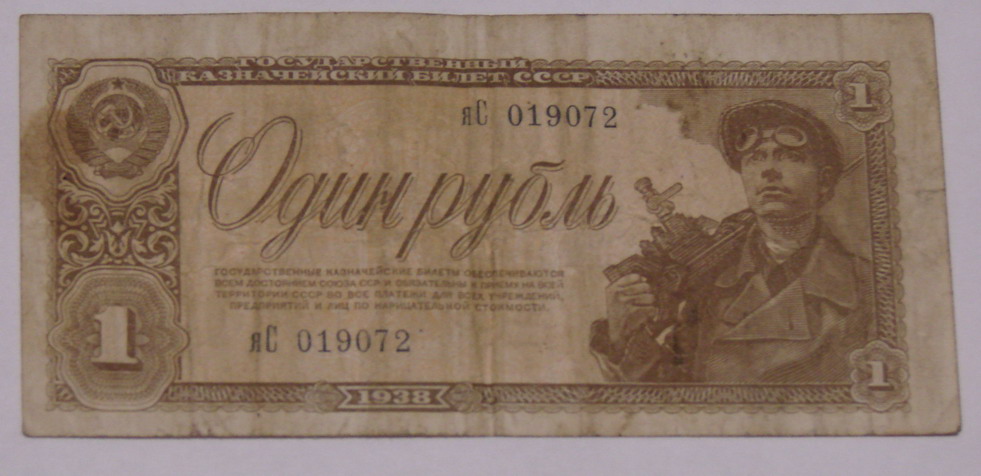 ГОСУДАРСТВЕННЫЙ
КАЗНАЧЕЙСКИЙ БИЛЕТ СССР
1
яС 019072
Один рубль
ГОСУДАРСТВЕННЫЕ КАЗНАЧЕЙСКИЕ БИЛЕТЫ ОБЕСПЕЧИВАЮТСЯ
ВСЕМ ДОСТОЯНИЕМ СОЮЗА ССР И ОБЯЗАТЕЛЬНЫ К ПРИЕМУ НА ВСЕЙ
ТЕРРИТОРИИ СССР ВО ВСЕ ПЛАТЕЖИ ДЛЯ ВСЕХ УЧРЕЖДЕНИЙ,
ПРЕДПРИЯТИЙ И ЛИЦ ПО НАРИЦАТЕЛЬНОЙ СТОИМОСТИ.
1
яС 019072
1
1938